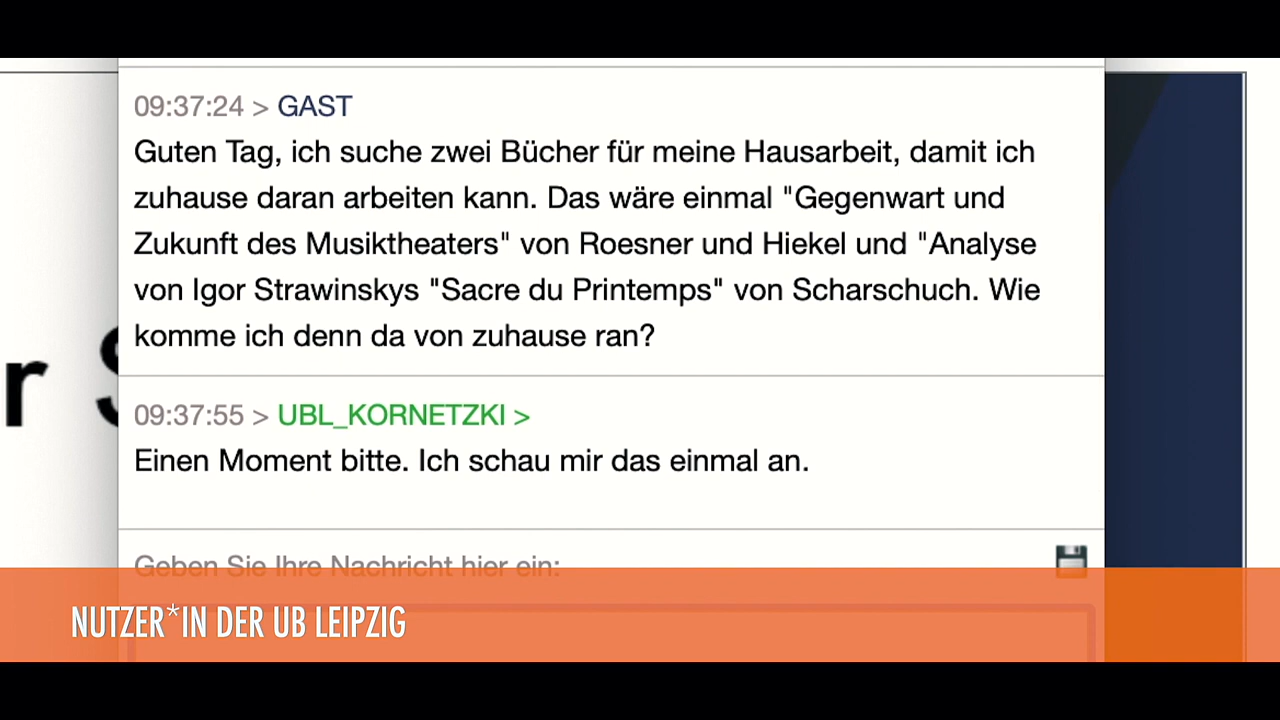 09:37:24 > GAST
Guten Tag, ich suche zwei Bücher für meine Hausarbeit, damit ich
zuhause daran arbeiten kann. Das wäre einmal "Gegenwart und
Zukunft des Musiktheaters" von Roesner und Hiekel und "Analyse
von Igor Strawinskys "Sacre du Printemps" von Scharschuch. Wie
komme ich denn da von zuhause ran?
r S
09:37:55 > UBL_KORNETZKI >
Einen Moment bitte. Ich schau mir das einmal an.
Geben Sie Ihre Nachricht hier ein:
NUTZER*IN DER UB LEIPZIG